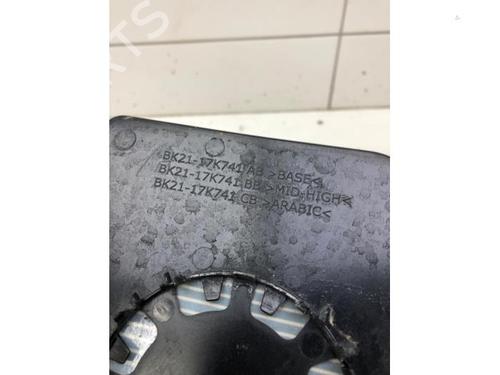 BK21-17K741 AB >BASE<
BK21-17K741 BB >MID-HIGH<
BK21-17K741 CB >ARABIC<